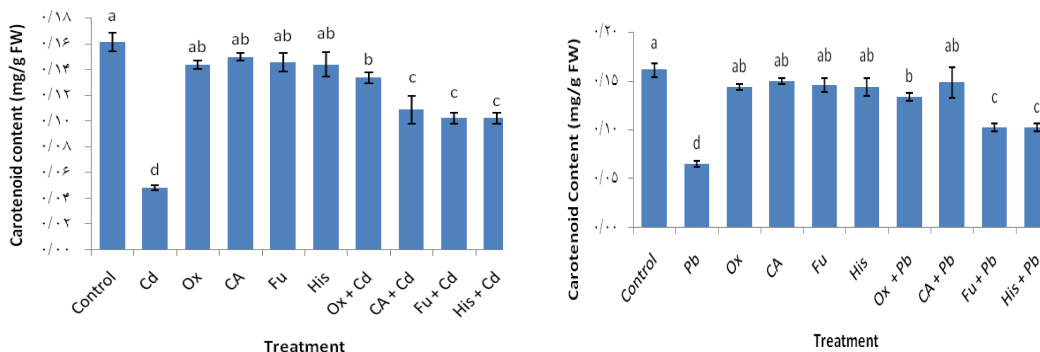 Carotenoid content (mg/g FW)
۰/۱۸
۰/۱۶
۰/۱۴
۰/۱۲
۰/۱۰
۰/۰۸
۰/۰۶
۰/۰۴
۰/۰۲
۰/۰۰
a
d
ab
ab
ab
ab
b
c
c
c
Control
Cd
Ox
CA
Fu
His
Ox + Cd
CA + Cd
Fu + Cd
His + Cd
Treatment
Carotenoid Content (mg/g FW)
۰/۲۰
۰/۱۵
۰/۱۰
۰/۰۵
۰/۰۰
a
d
ab
ab
ab
ab
b
ab
c
c
Control
Pb
Ox
CA
Fu
His
Ox + Pb
CA + Pb
Fu + Pb
His + Pb
Treatment